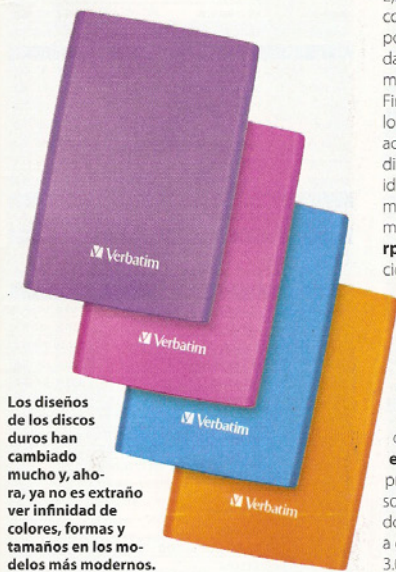 Verbatim
Verbatim
Verbatim
Verbatim
Los diseños
de los discos
duros han
cambiado
mucho y, aho-
ra, ya no es extraño
ver infinidad de
colores, formas y
tamaños en los mo-
delos más modernos.